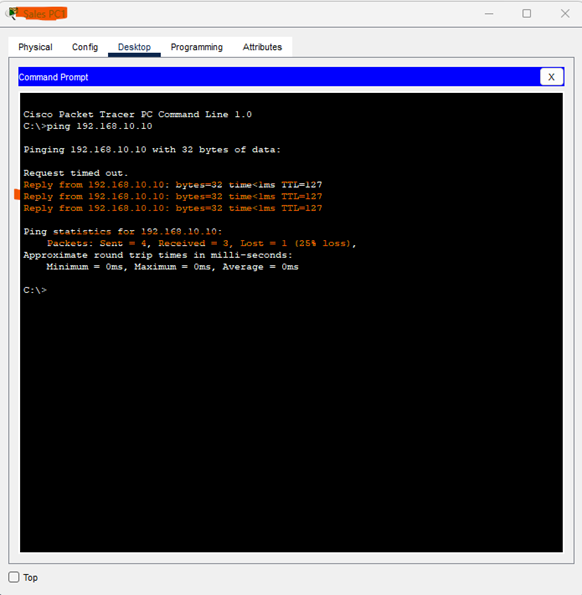 Sales PC1
Physical Config Desktop Programming Attributes
Command Prompt X
Cisco Packet Tracer PC Command Line 1.0
C:\>ping 192.168.10.10
Pinging 192.168.10.10 with 32 bytes of data:
Request timed out.
Reply from 192.168.10.10: bytes=32 time<1ms TTL=127
Reply from 192.168.10.10: bytes=32 time<1ms TTL=127
Reply from 192.168.10.10: bytes=32 time<1ms TTL=127
Ping statistics for 192.168.10.10:
Packets: Sent = 4, Received = 3, Lost = 1 (25% loss),
Approximate round trip times in milli-seconds:
Minimum = 0ms, Maximum = 0ms, Average = 0ms
C:\>
Top